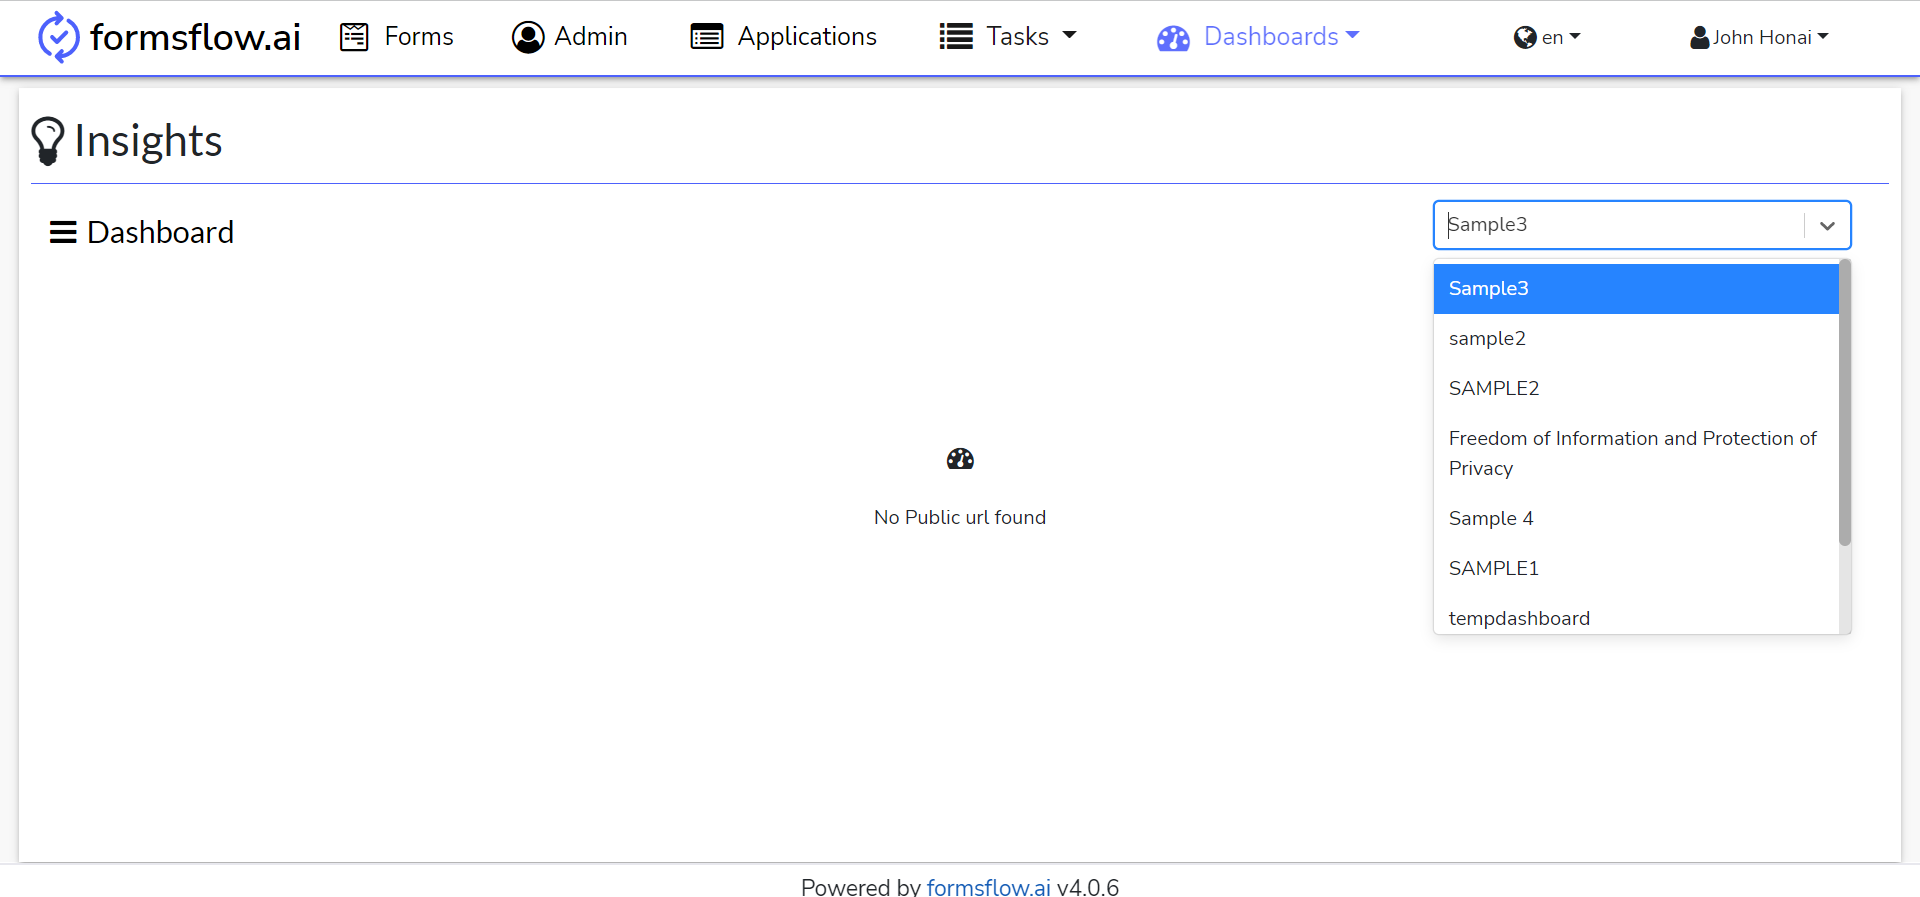 formsflow.ai Forms Admin Applications Tasks Dashboards en John Honai
Insights
Dashboard
Sample3
Sample3
sample2
SAMPLE2
Freedom of Information and Protection of
Privacy
Sample 4
SAMPLE1
tempdashboard
No Public url found
Powered by formsflow.ai v4.0.6